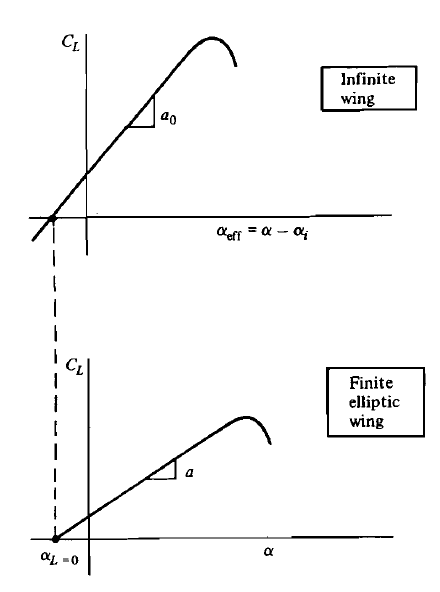 C_L
Infinite
wing
a_0
α_eff = α − α_i
C_L
Finite
elliptic
wing
a
α_L = 0
α